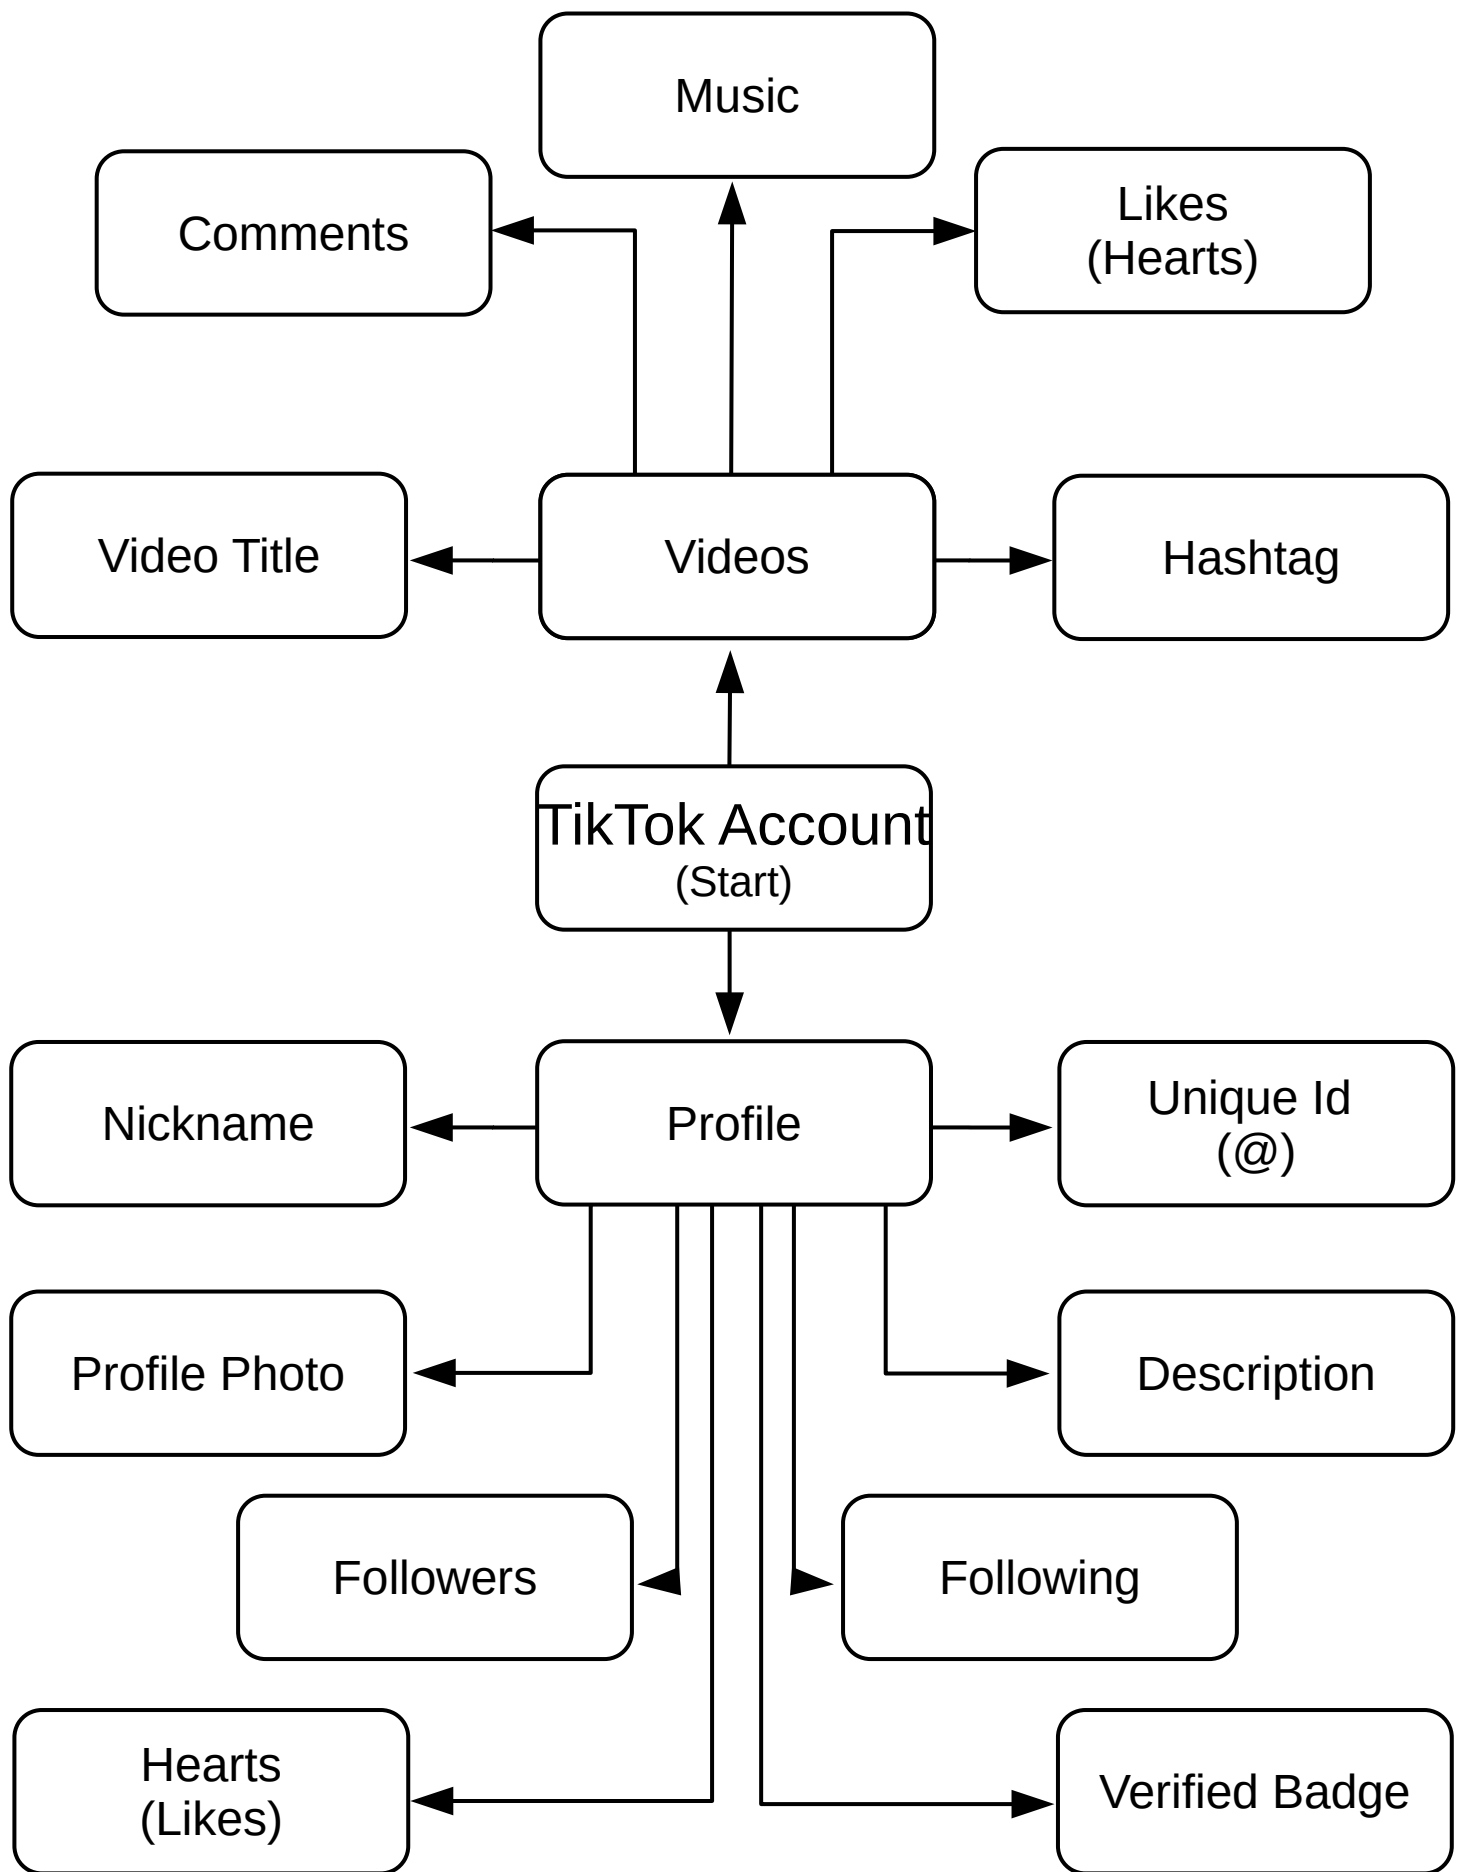 Music
Comments
Likes
(Hearts)
Video Title
Videos
Hashtag
TikTok Account
(Start)
Nickname
Profile
Unique Id
(@)
Profile Photo
Description
Followers
Following
Hearts
(Likes)
Verified Badge